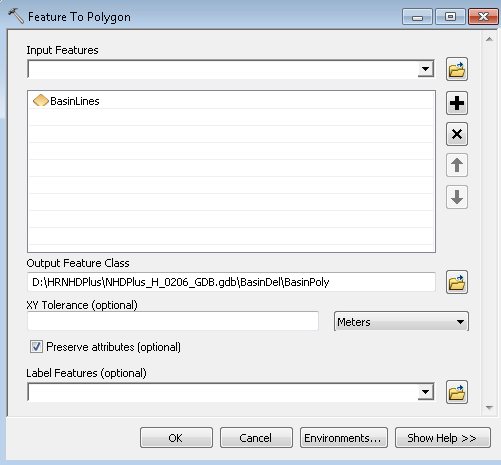 Feature To Polygon
Input Features
BasinLines
Output Feature Class
D:\HRNHDPlus\NHDPlus_H_0206_GDB.gdb\BasinDel\BasinPoly
XY Tolerance (optional)
Meters
Preserve attributes (optional)
Label Features (optional)
OK Cancel Environments... Show Help >>